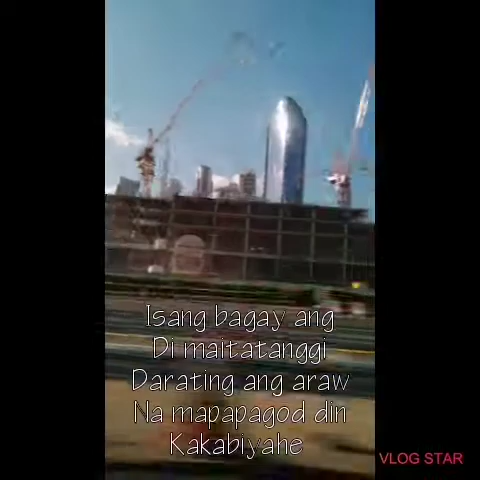 Isang bagay ang
Di maitatanggi
Darating ang araw
Na mapapagod din
Kakabiyahe
VLOG STAR